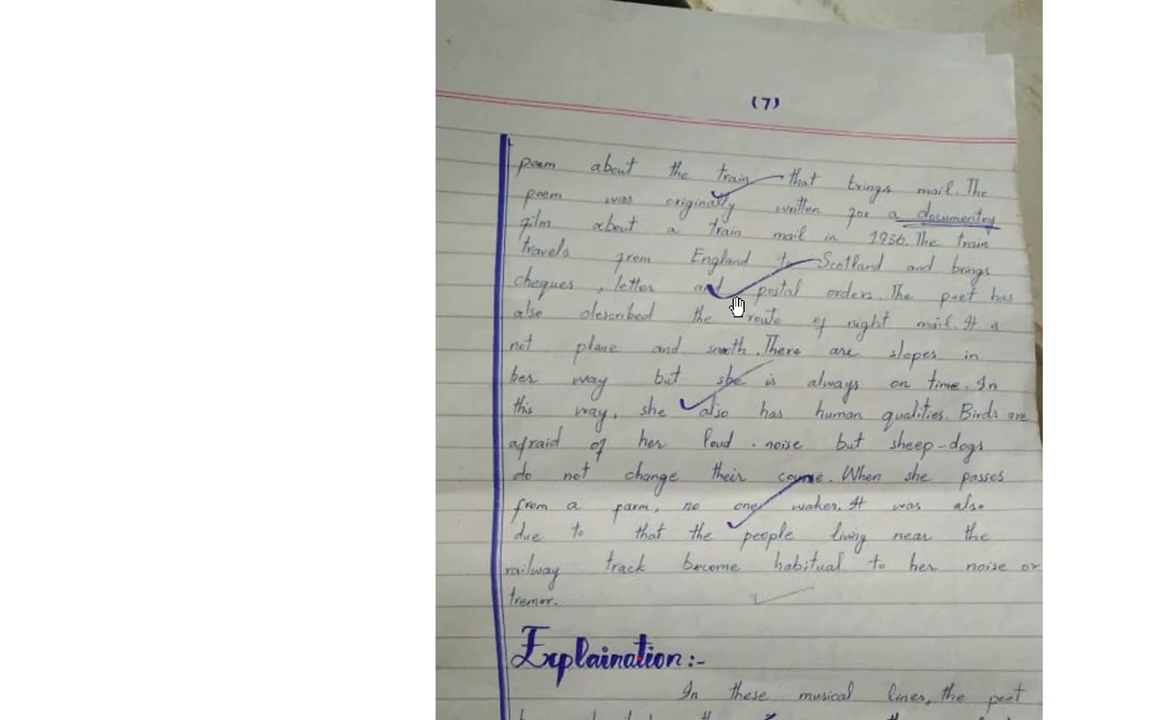 (7)
poem about the train that brings mail. The
poem was originally written for a documentry
film about a train mail in 1936. The train
travels from England to Scotland and brings
cheques, letter and postal orders. The poet has
also described the route of night mail. It is
not plane and smoth. There are slopes in
her way but she is always on time. In
this way, she also has human qualities. Birds are
afraid of her loud noise but sheep-dogs
do not change their course. When she passes
from a farm, no one wakes. It was also
due to that the people living near the
railway track become habitual to her noise or
tremor.
Explaination:-
In these musical lines, the poet